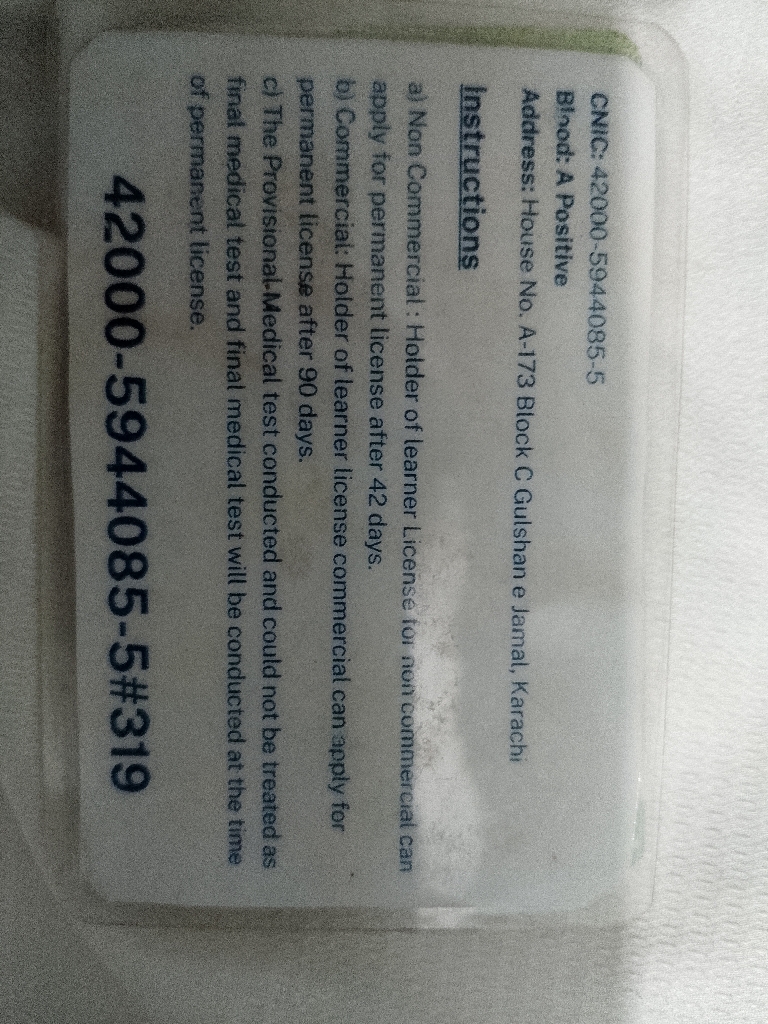 CNIC: 42000-5944085-5
Blood: A Positive
Address: House No. A-173 Block C Gulshan e Jamal, Karachi
Instructions
a) Non Commercial : Holder of learner License for non commercial can
apply for permanent license after 42 days.
b) Commercial: Holder of learner license commercial can apply for
permanent license after 90 days.
c) The Provisional-Medical test conducted and could not be treated as
final medical test and final medical test will be conducted at the time
of permanent license.
42000-5944085-5#319